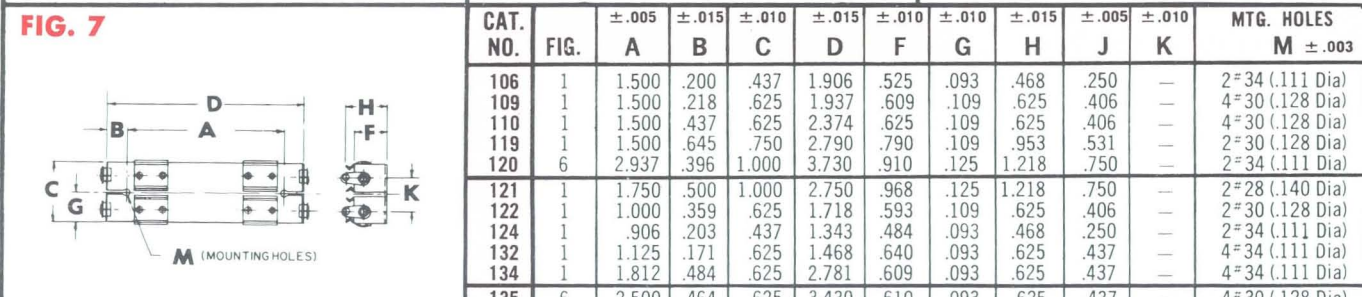 FIG. 7
D
B A
H
F
C
G
K
M (MOUNTING HOLES)
±.005 ±.015 ±.010 ±.015 ±.010 ±.010 ±.015 ±.005 ±.010 MTG. HOLES
CAT. NO. FIG. A B C D F G H J K M ±.003
106 1 1.500 .200 .437 1.906 .525 .093 .468 .250 — 2#34 (.111 Dia)
109 1 1.500 .218 .625 1.937 .609 .109 .625 .406 — 4#30 (.128 Dia)
110 1 1.500 .437 .625 2.374 .625 .109 .625 .406 — 4#30 (.128 Dia)
119 1 1.500 .645 .750 2.790 .790 .109 .953 .531 — 2#30 (.128 Dia)
120 6 2.937 .396 1.000 3.730 .910 .125 1.218 .750 — 2#34 (.111 Dia)
121 1 1.750 .500 1.000 2.750 .968 .125 1.218 .750 — 2#28 (.140 Dia)
122 1 1.000 .359 .625 1.718 .593 .109 .625 .406 — 2#30 (.128 Dia)
124 1 .906 .203 .437 1.343 .484 .093 .468 .250 — 2#34 (.111 Dia)
132 1 1.125 .171 .625 1.468 .640 .093 .625 .437 — 4#34 (.111 Dia)
134 1 1.812 .484 .625 2.781 .609 .093 .625 .437 — 4#34 (.111 Dia)